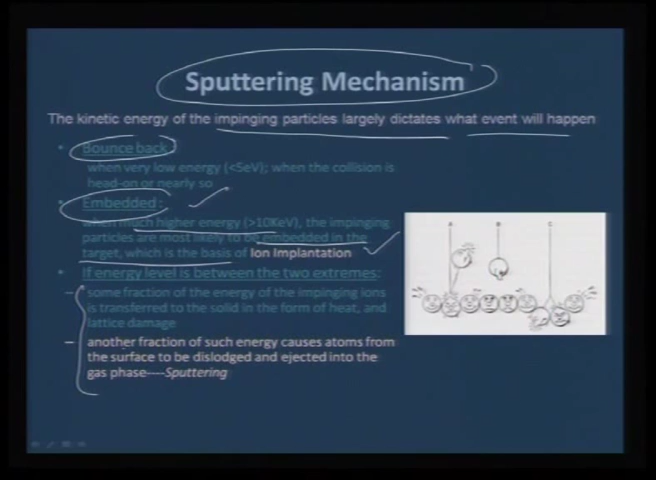 Sputtering Mechanism
The kinetic energy of the impinging particles largely dictates what event will happen
• Bounce back:
when very low energy (<5eV); when the collision is
head-on or nearly so
• Embedded:
when much higher energy (>10KeV), the impinging
particles are most likely to be embedded in the
target, which is the basis of Ion Implantation
• If energy level is between the two extremes:
– some fraction of the energy of the impinging ions
is transferred to the solid in the form of heat, and
lattice damage
– another fraction of such energy causes atoms from
the surface to be dislodged and ejected into the
gas phase----Sputtering
A B C